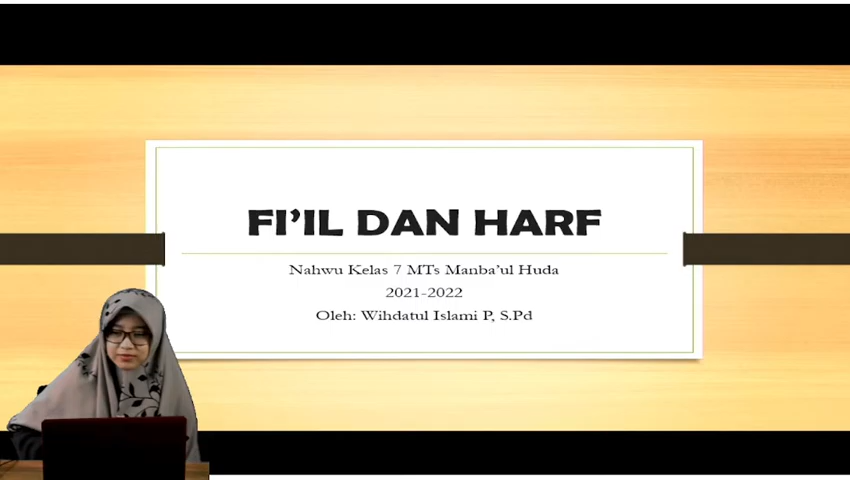 FI'IL DAN HARF
Nahwu Kelas 7 MTs Manba'ul Huda
2021-2022
Oleh: Wihdatul Islami P, S.Pd